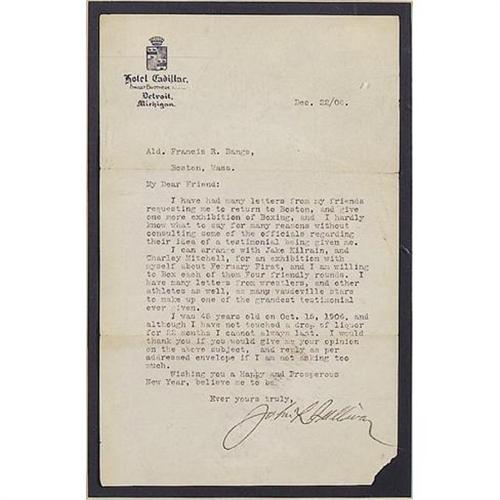 Hotel Cadillac,
Detroit,
Michigan.
Dec. 22/06.
Ald. Francis R. Bangs,
Boston, Mass.
My Dear Friend:
I have had many letters from my friends
requesting me to return to Boston, and give
one more exhibition of Boxing, and I hardly
know what to say for many reasons without
consulting some of the officials regarding
their idea of a testimonial being given me.
I can arrange with Jake Kilrain, and
Charley Mitchell, for an exhibition with
myself about February First, and I am willing
to Box each of them Four friendly rounds. I
have many letters from wrestlers, and other
athletes as well, as many vaudeville stars
to make up one of the grandest testimonial
ever given.
I was 48 years old on Oct. 15, 1906, and
although I have not touched a drop of liquor
for 22 months I cannot always last. I would
thank you if you would give me your opinion
on the above subject, and reply as per
addressed envelope if I am not asking too
much.
Wishing you a Happy and Prosperous
New Year, believe me to be
Ever yours truly,
John L Sullivan